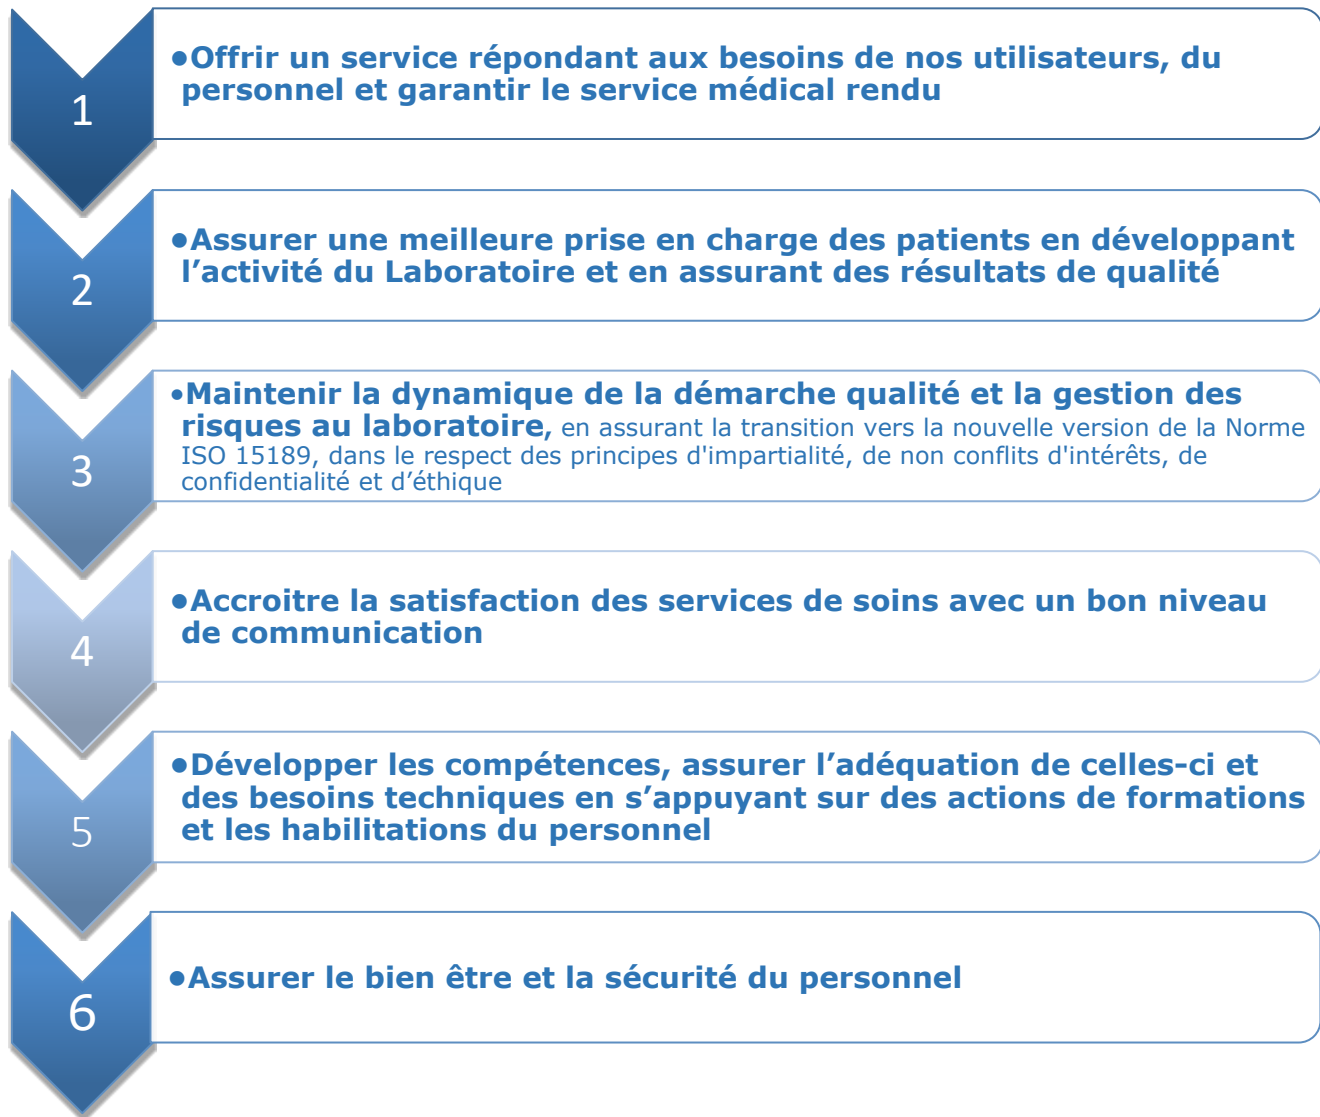 1
•Offrir un service répondant aux besoins de nos utilisateurs, du
personnel et garantir le service médical rendu
2
•Assurer une meilleure prise en charge des patients en développant
l’activité du Laboratoire et en assurant des résultats de qualité
3
•Maintenir la dynamique de la démarche qualité et la gestion des
risques au laboratoire, en assurant la transition vers la nouvelle version de la Norme
ISO 15189, dans le respect des principes d'impartialité, de non conflits d'intérêts, de
confidentialité et d’éthique
4
•Accroitre la satisfaction des services de soins avec un bon niveau
de communication
5
•Développer les compétences, assurer l’adéquation de celles-ci et
des besoins techniques en s’appuyant sur des actions de formations
et les habilitations du personnel
6
•Assurer le bien être et la sécurité du personnel